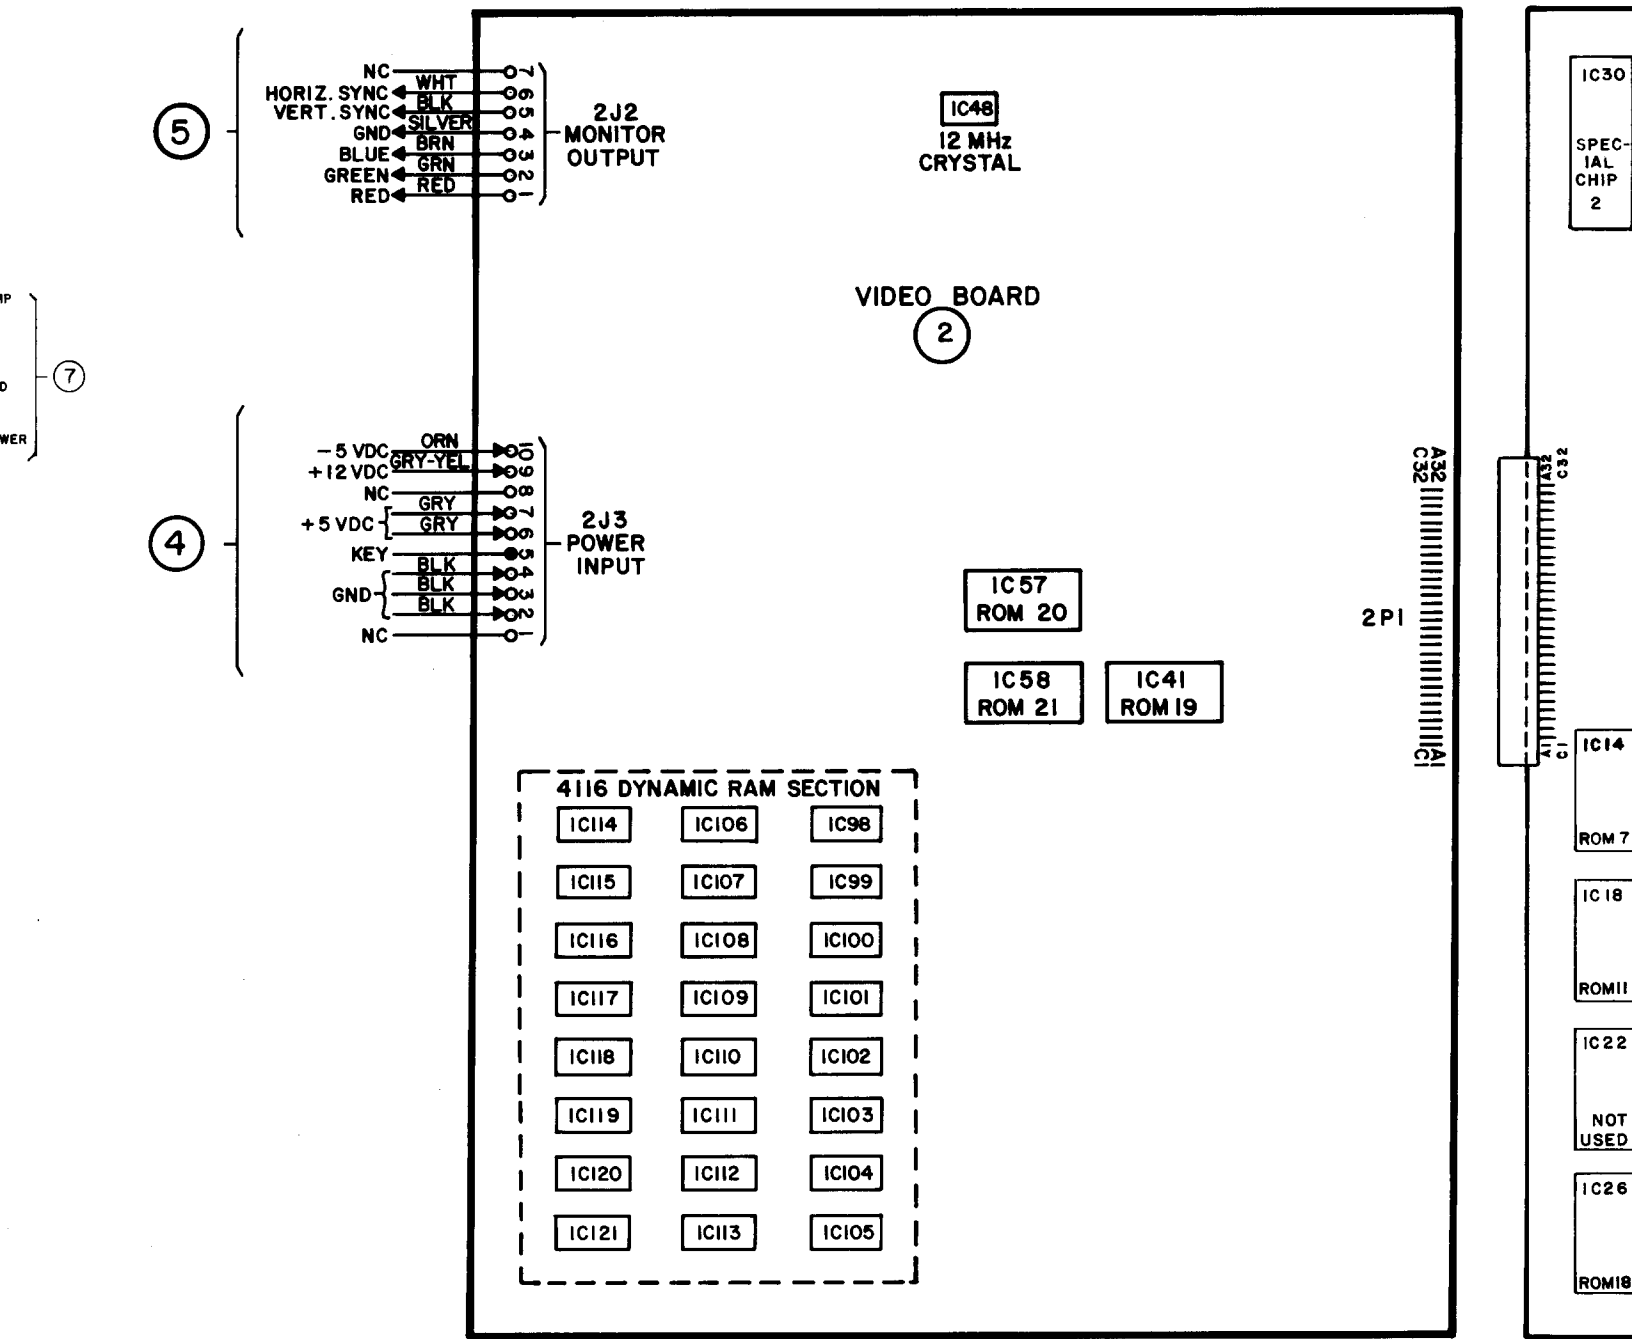 5
NC
HORIZ. SYNC
VERT. SYNC
GND
BLUE
GREEN
RED
WHT
BLK
SILVER
BRN
GRN
RED
7
6
5
4
3
2
1
2J2
MONITOR
OUTPUT
IC48
12 MHz
CRYSTAL
VIDEO BOARD
2
7
4
-5 VDC
+12 VDC
NC
+5 VDC
KEY
GND
NC
ORN
GRY-YEL
GRY
GRY
BLK
BLK
BLK
10
9
8
7
6
5
4
3
2
1
2J3
POWER
INPUT
IC57
ROM 20
IC58
ROM 21
IC41
ROM 19
2P1
A32
C32
A1
C1
A32
C32
A1
C1
4116 DYNAMIC RAM SECTION
IC114 IC106 IC98
IC115 IC107 IC99
IC116 IC108 IC100
IC117 IC109 IC101
IC118 IC110 IC102
IC119 IC111 IC103
IC120 IC112 IC104
IC121 IC113 IC105
IC30
SPEC-
IAL
CHIP
2
IC14
ROM 7
IC18
ROM11
IC22
NOT
USED
IC26
ROM18